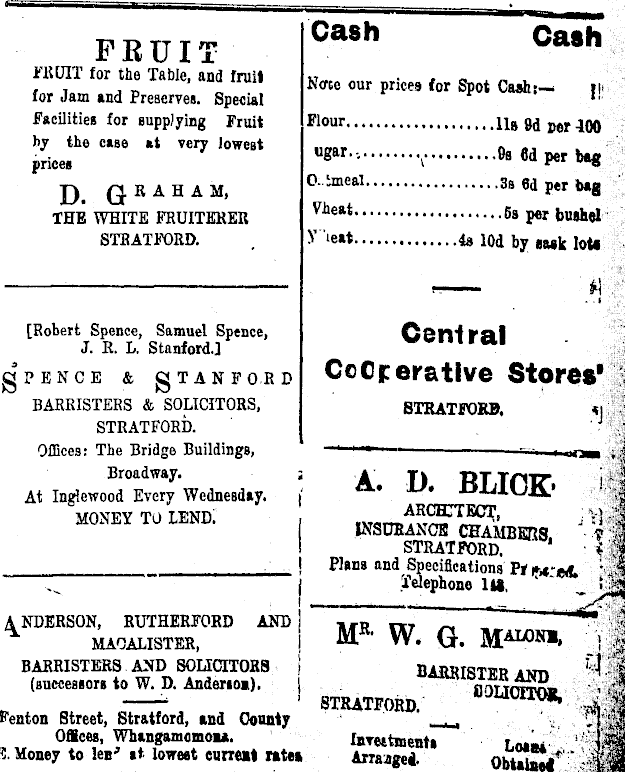 FRUIT
FRUIT for the Table, and fruit
for Jam and Preserves. Special
Facilities for supplying Fruit
by the case at very lowest
prices
D. GRAHAM,
THE WHITE FRUITERER
STRATFORD.
[Robert Spence, Samuel Spence,
J. R. L. Stanford.]
SPENCE & STANFORD
BARRISTERS & SOLICITORS,
STRATFORD.
Offices: The Bridge Buildings,
Broadway.
At Inglewood Every Wednesday.
MONEY TO LEND.
ANDERSON, RUTHERFORD AND
MACALISTER,
BARRISTERS AND SOLICITORS
(successors to W. D. Anderson).
Fenton Street, Stratford, and County
Offices, Whangamomona.
Money to lend at lowest current rates
Cash Cash
Note our prices for Spot Cash:—
Flour..................11s 9d per 100
ugar..................9s 6d per bag
Oatmeal.................3s 6d per bag
Wheat..................5s per bushel
Wheat..............4s 10d by sack lots
Central
CoOperative Stores'
STRATFORD.
A. D. BLICK
ARCHITECT,
INSURANCE CHAMBERS,
STRATFORD.
Plans and Specifications Prepared.
Telephone
MR. W. G. MALONE,
BARRISTER AND
SOLICITOR,
STRATFORD.
Investments Loans
Arranged. Obtained